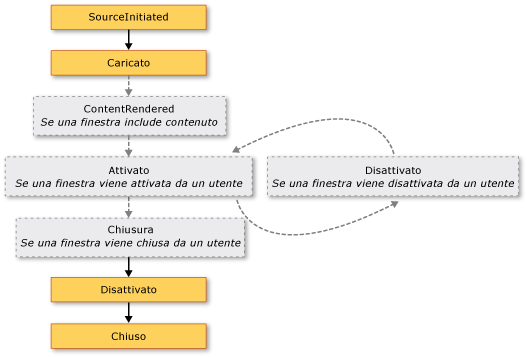 SourceInitiated
Caricato
ContentRendered
Se una finestra include contenuto
Attivato
Se una finestra viene attivata da un utente
Disattivato
Se una finestra viene disattivata da un utente
Chiusura
Se una finestra viene chiusa da un utente
Disattivato
Chiuso